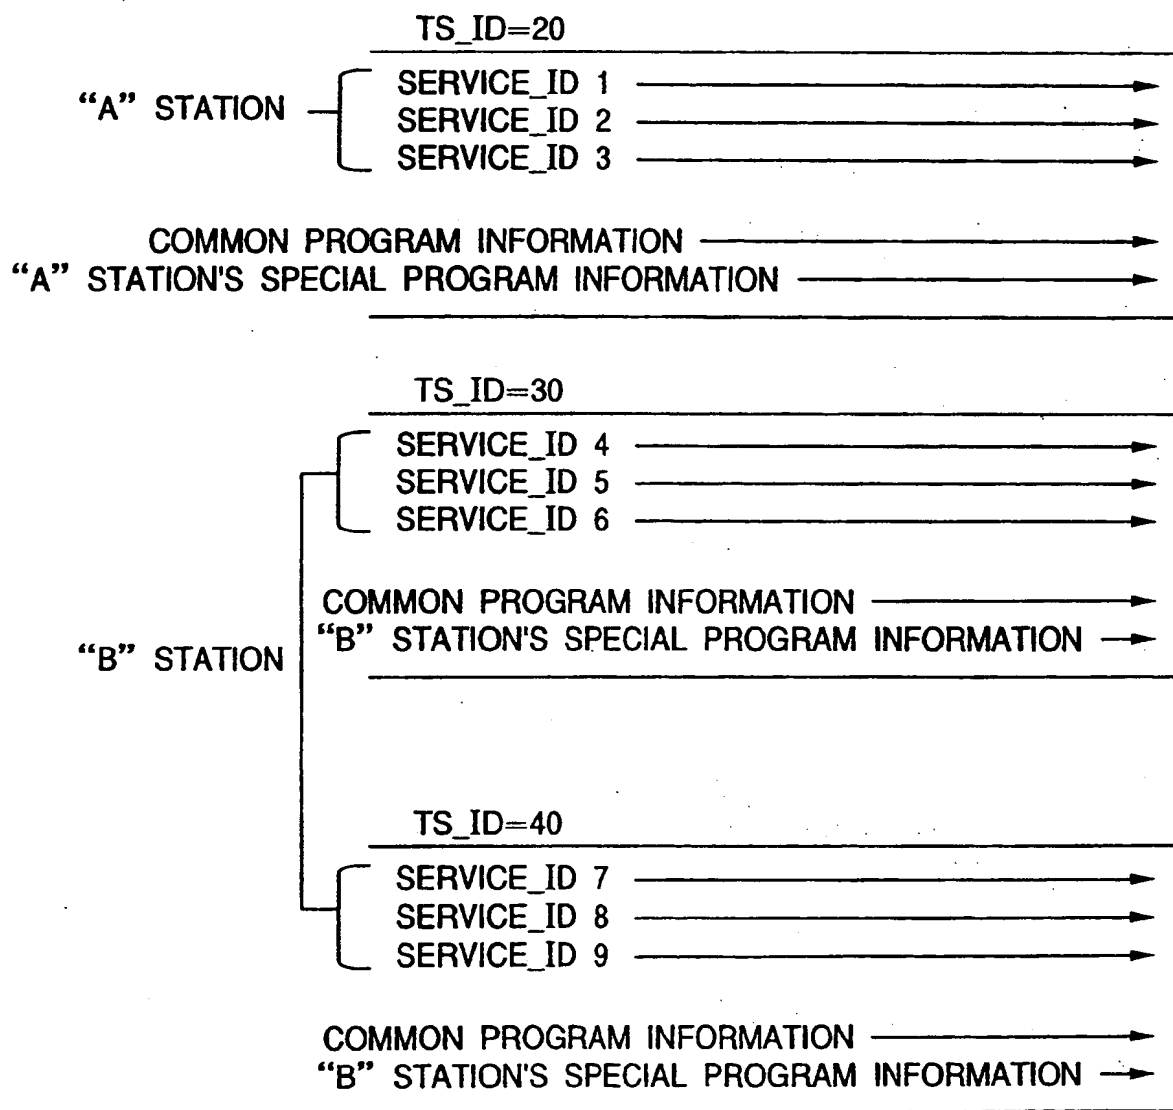 TS_ID=20
SERVICE_ID 1
“A” STATION
SERVICE_ID 2
SERVICE_ID 3
COMMON PROGRAM INFORMATION
“A” STATION'S SPECIAL PROGRAM INFORMATION
TS_ID=30
SERVICE_ID 4
SERVICE_ID 5
SERVICE_ID 6
COMMON PROGRAM INFORMATION
“B” STATION'S SPECIAL PROGRAM INFORMATION
“B” STATION
TS_ID=40
SERVICE_ID 7
SERVICE_ID 8
SERVICE_ID 9
COMMON PROGRAM INFORMATION
“B” STATION'S SPECIAL PROGRAM INFORMATION